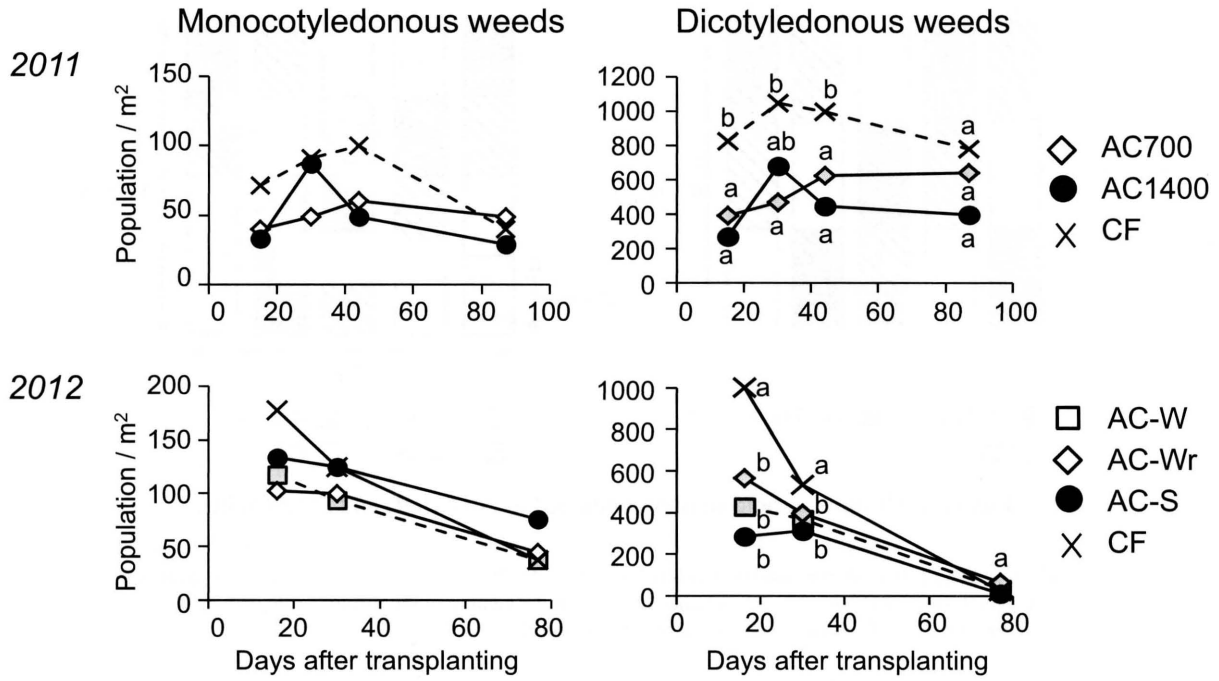 Monocotyledonous weeds
Dicotyledonous weeds
2011
Population / m²
150
100
50
0
0 20 40 60 80 100
1200
1000
800
600
400
200
0
b
b
b
a
ab
a
a
a
a
a
a
a
0 20 40 60 80 100
AC700
AC1400
CF
2012
Population / m²
200
150
100
50
0
0 20 40 60 80
Days after transplanting
1000
800
600
400
200
0
a
a
b
b
b
b
b
a
0 20 40 60 80
Days after transplanting
AC-W
AC-Wr
AC-S
CF